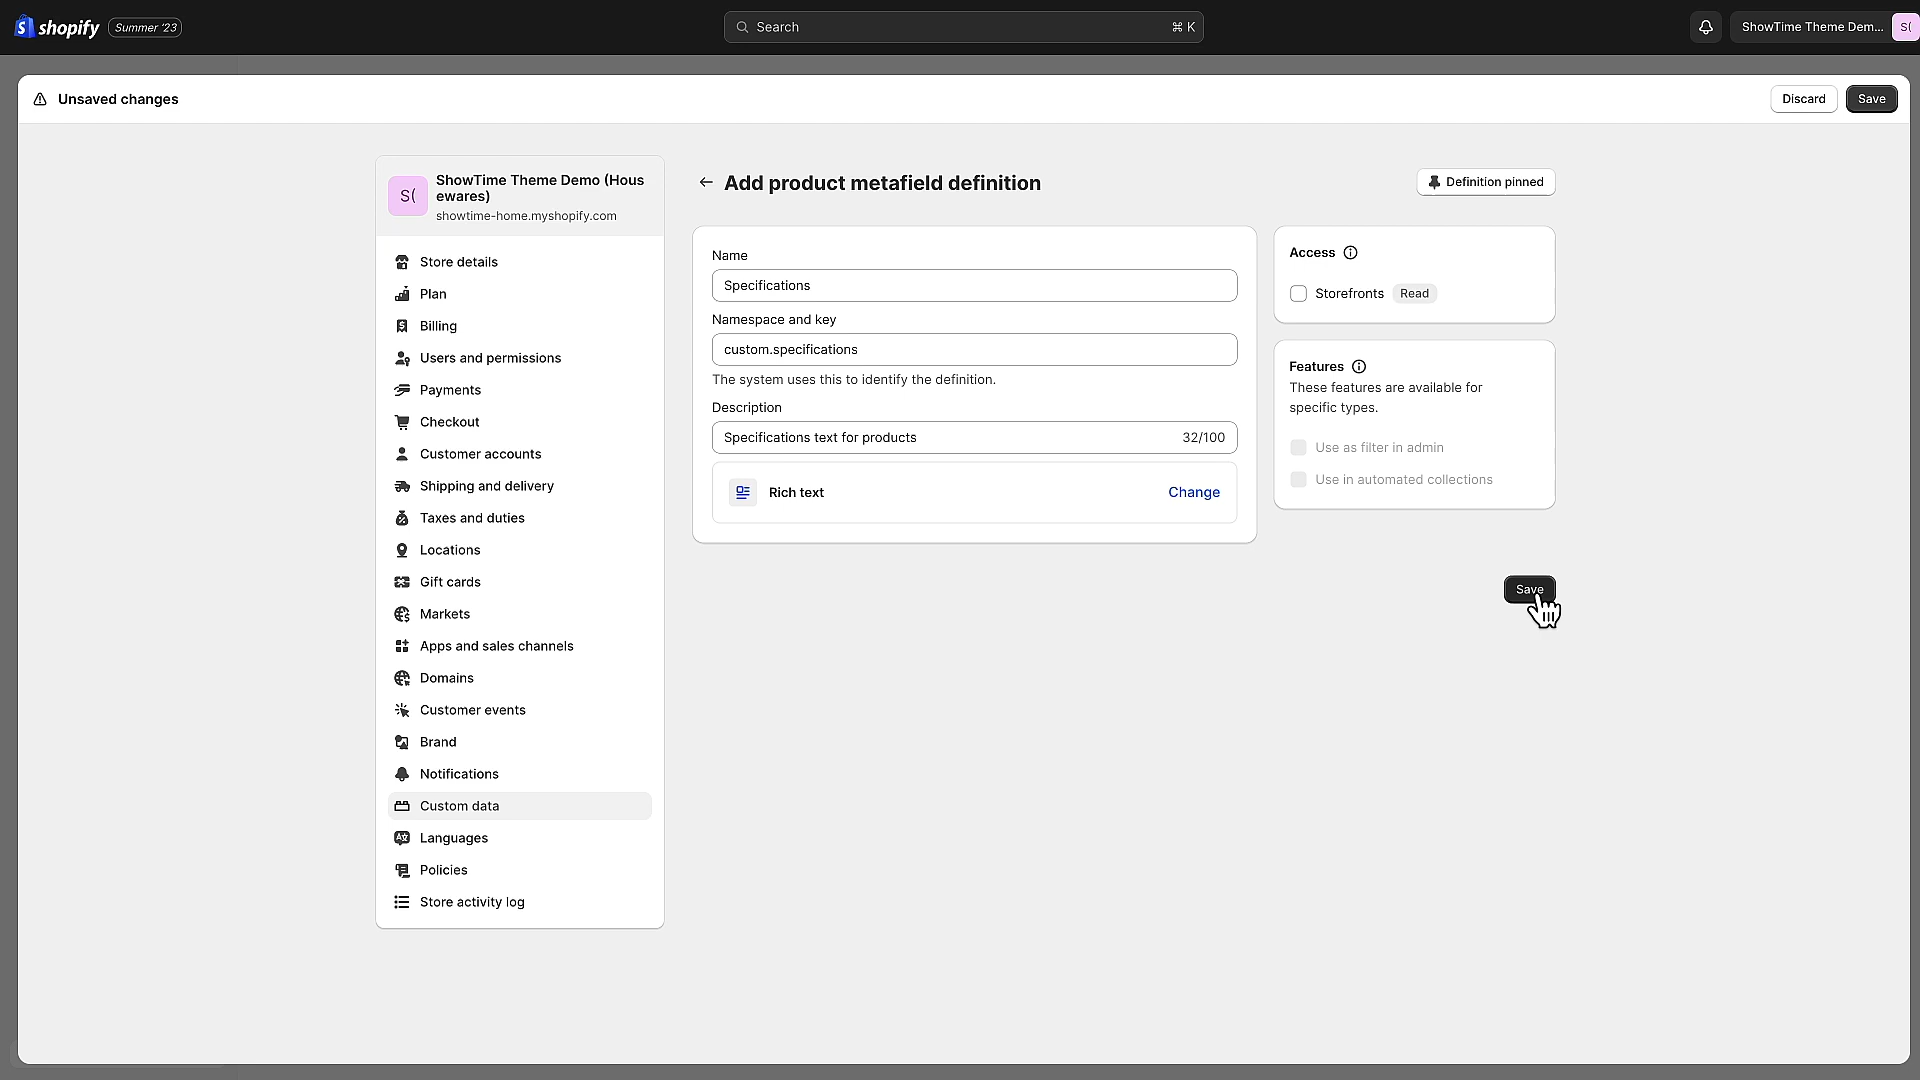 shopify
Summer '23
Search
⌘ K
ShowTime Theme Dem...
S(
Unsaved changes
Discard
Save
S(
ShowTime Theme Demo (Hous
ewares)
showtime-home.myshopify.com
Store details
Plan
Billing
Users and permissions
Payments
Checkout
Customer accounts
Shipping and delivery
Taxes and duties
Locations
Gift cards
Markets
Apps and sales channels
Domains
Customer events
Brand
Notifications
Custom data
Languages
Policies
Store activity log
Add product metafield definition
Definition pinned
Name
Specifications
Namespace and key
custom.specifications
The system uses this to identify the definition.
Description
Specifications text for products 32/100
Rich text
Change
Access
Storefronts Read
Features
These features are available for
specific types.
Use as filter in admin
Use in automated collections
Save